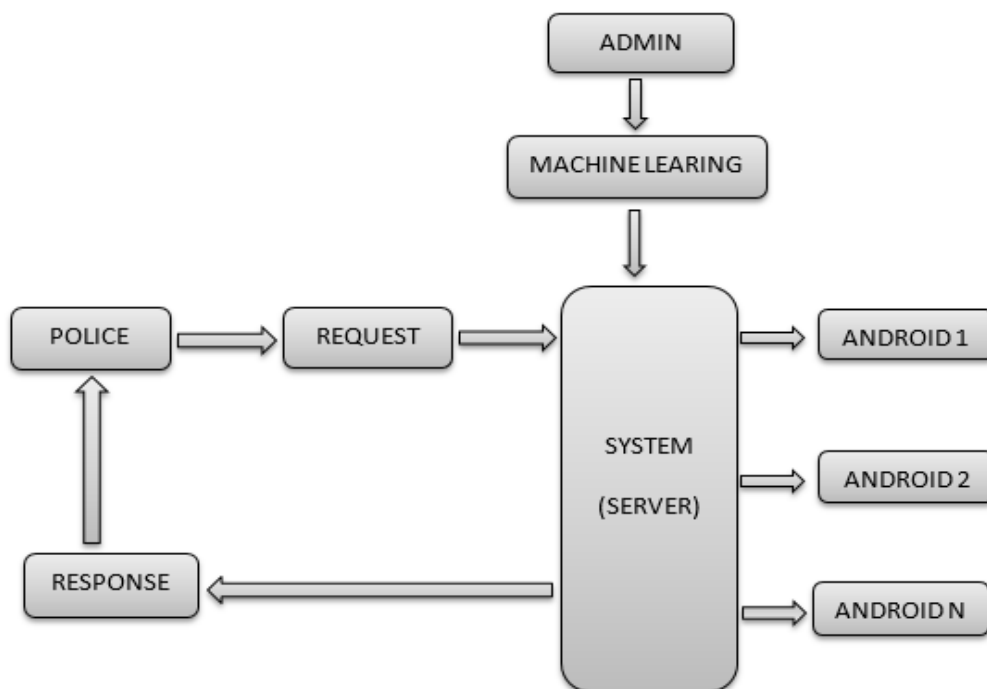 ADMIN
MACHINE LEARING
POLICE
REQUEST
ANDROID 1
SYSTEM
(SERVER)
ANDROID 2
RESPONSE
ANDROID N